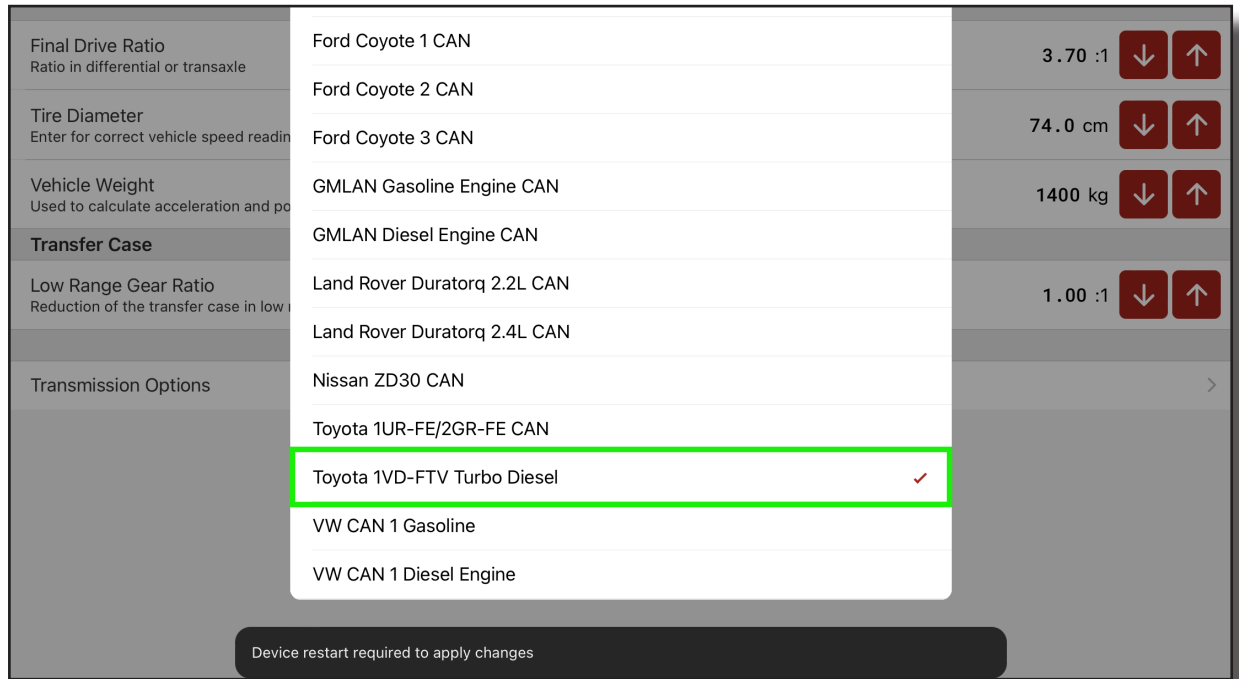 Final Drive Ratio
Ratio in differential or transaxle
3.70 :1
Tire Diameter
Enter for correct vehicle speed readin
74.0 cm
Vehicle Weight
Used to calculate acceleration and po
1400 kg
Transfer Case
Low Range Gear Ratio
Reduction of the transfer case in low
1.00 :1
Transmission Options
Ford Coyote 1 CAN
Ford Coyote 2 CAN
Ford Coyote 3 CAN
GMLAN Gasoline Engine CAN
GMLAN Diesel Engine CAN
Land Rover Duratorq 2.2L CAN
Land Rover Duratorq 2.4L CAN
Nissan ZD30 CAN
Toyota 1UR-FE/2GR-FE CAN
Toyota 1VD-FTV Turbo Diesel
VW CAN 1 Gasoline
VW CAN 1 Diesel Engine
Device restart required to apply changes